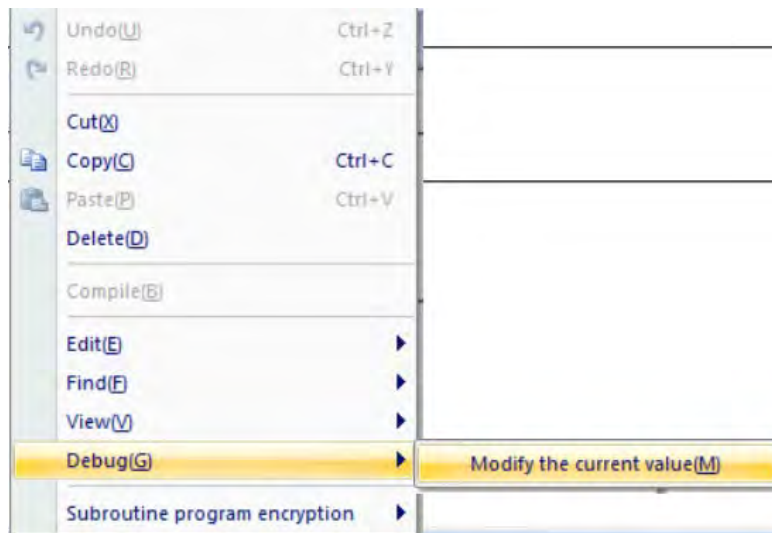 Undo(U) Ctrl+Z
Redo(R) Ctrl+Y
Cut(X)
Copy(C) Ctrl+C
Paste(P) Ctrl+V
Delete(D)
Compile(B)
Edit(E)
Find(F)
View(V)
Debug(G) Modify the current value(M)
Subroutine program encryption